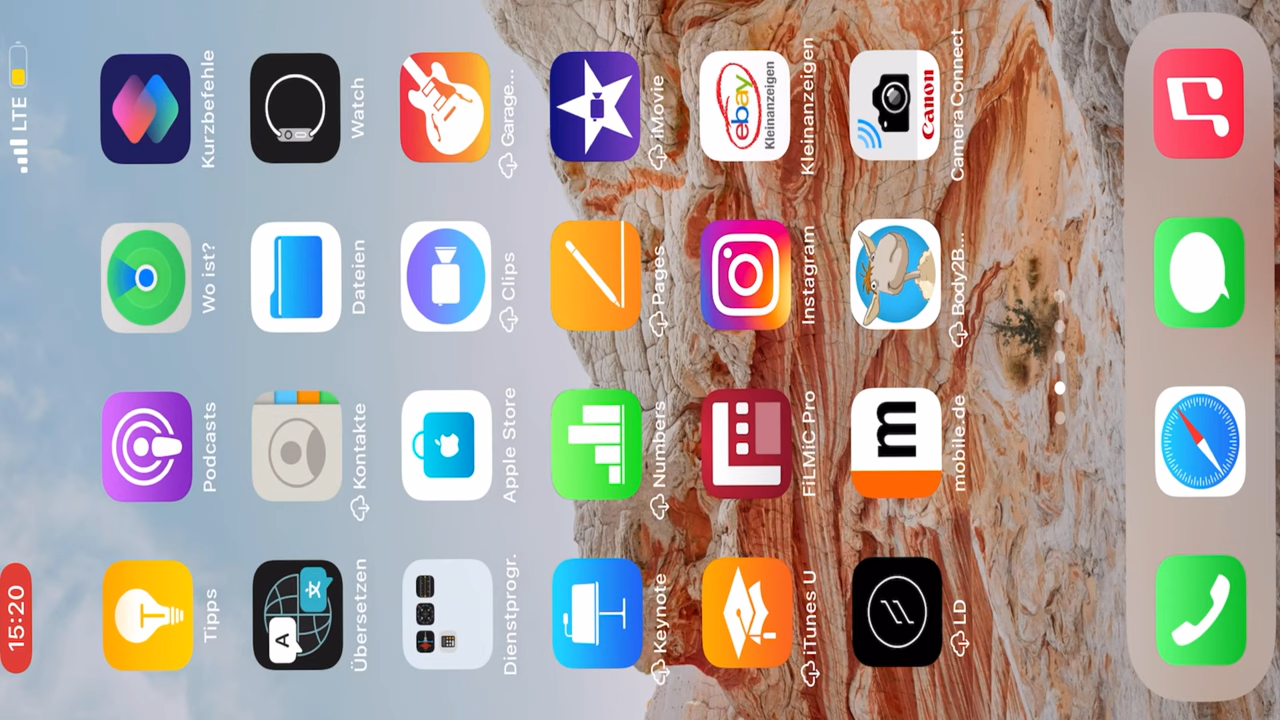 15:20
LTE
Tipps
Podcasts
Wo ist?
Kurzbefehle
A
文
Übersetzen
Kontakte
Dateien
Watch
Dienstprogr.
Apple Store
Clips
Garage...
Keynote
Numbers
Pages
iMovie
iTunes U
FiLMiC Pro
Instagram
ebay
Kleinanzeigen
Kleinanzeigen
LD
m
mobile.de
Body2B...
Canon
Camera Connect